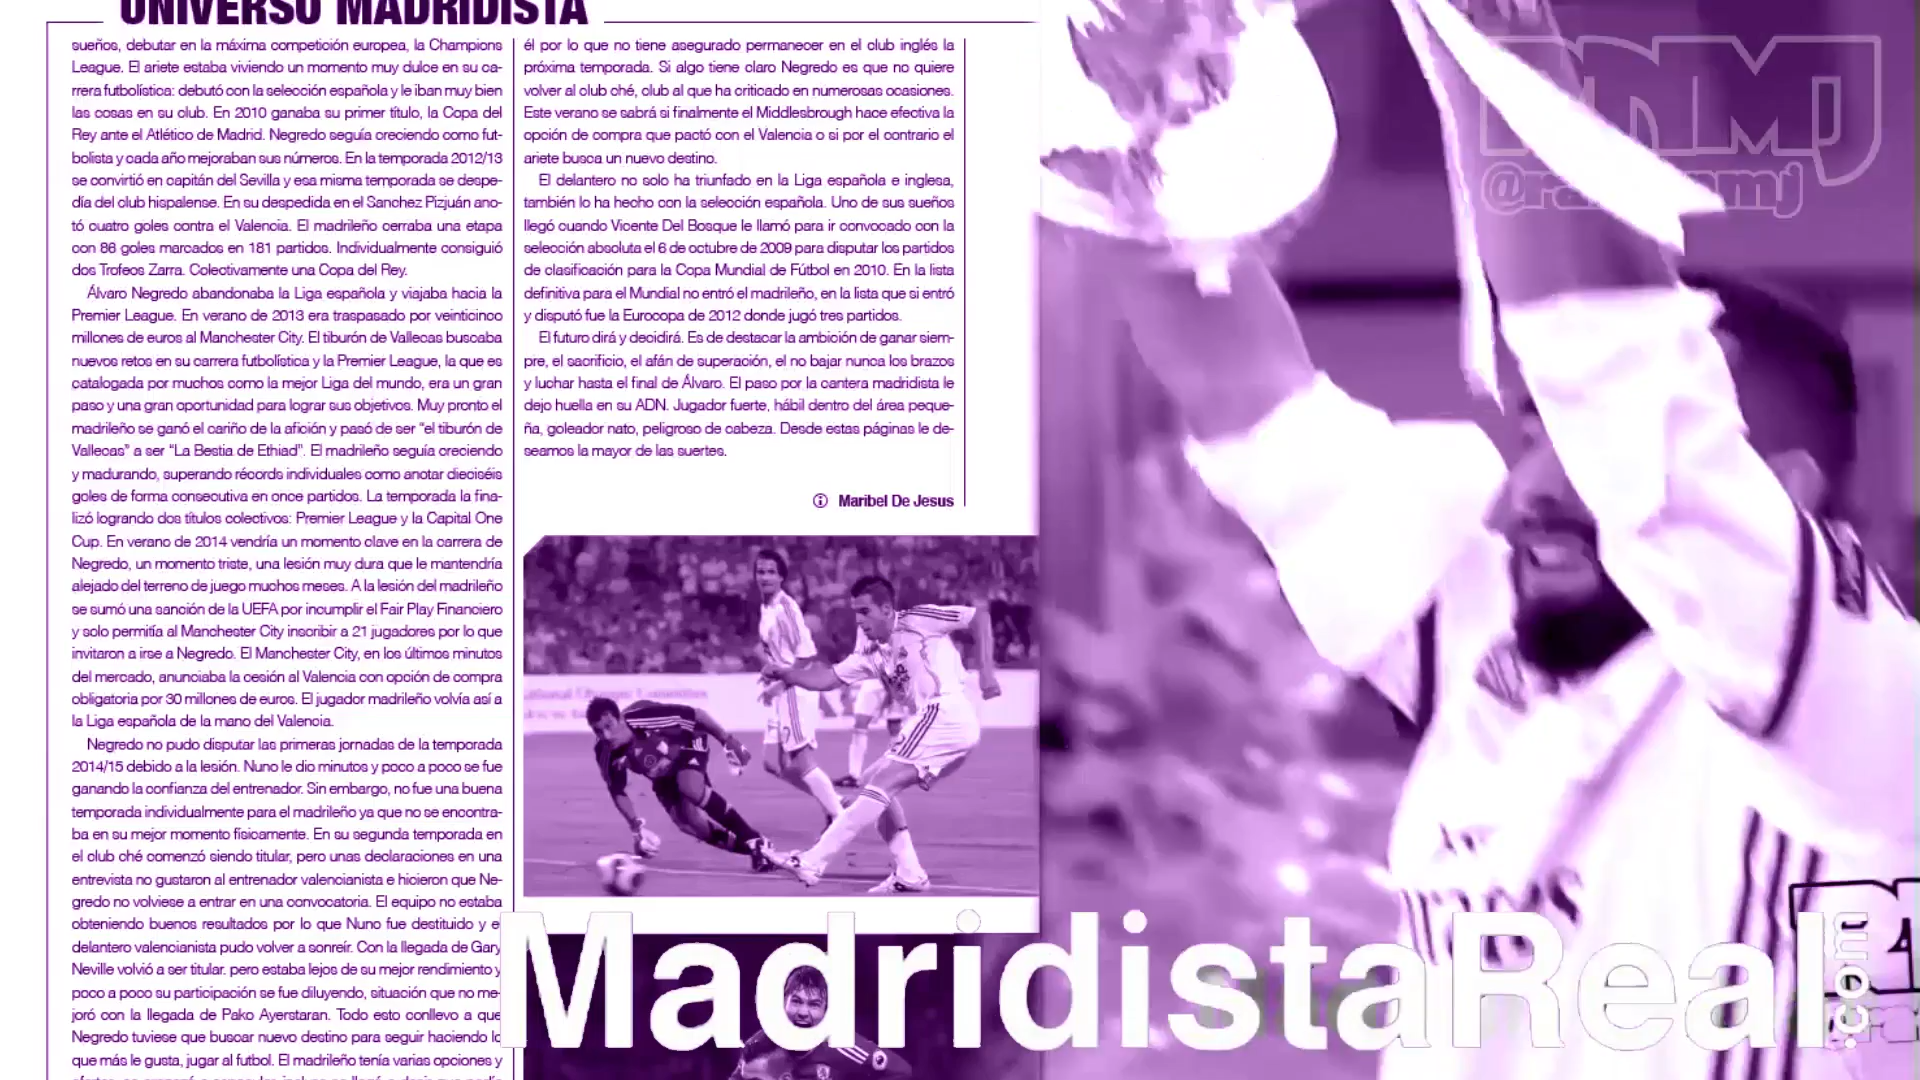 UNIVERSO MADRIDISTA
sueños, debutar en la máxima competición europea, la Champions
League. El ariete estaba viviendo un momento muy dulce en su ca-
rrera futbolística: debutó con la selección española y le iban muy bien
las cosas en su club. En 2010 ganaba su primer título, la Copa del
Rey ante el Atlético de Madrid. Negredo seguía creciendo como fut-
bolista y cada año mejoraban sus números. En la temporada 2012/13
se convirtió en capitán del Sevilla y esa misma temporada se despe-
día del club hispalense. En su despedida en el Sanchez Pizjuán ano-
tó cuatro goles contra el Valencia. El madrileño cerraba una etapa
con 86 goles marcados en 181 partidos. Individualmente consiguió
dos Trofeos Zarra. Colectivamente una Copa del Rey.
Álvaro Negredo abandonaba la Liga española y viajaba hacia la
Premier League. En verano de 2013 era traspasado por veinticinco
millones de euros al Manchester City. El tiburón de Vallecas buscaba
nuevos retos en su carrera futbolística y la Premier League, la que es
catalogada por muchos como la mejor Liga del mundo, era un gran
paso y una gran oportunidad para lograr sus objetivos. Muy pronto el
madrileño se ganó el cariño de la afición y pasó de ser “el tiburón de
Vallecas” a ser “La Bestia de Ethiad”. El madrileño seguía creciendo
y madurando, superando récords individuales como anotar dieciséis
goles de forma consecutiva en once partidos. La temporada la fina-
lizó logrando dos títulos colectivos: Premier League y la Capital One
Cup. En verano de 2014 vendría un momento clave en la carrera de
Negredo, un momento triste, una lesión muy dura que le mantendría
alejado del terreno de juego muchos meses. A la lesión del madrileño
se sumó una sanción de la UEFA por incumplir el Fair Play Financiero
y solo permitía al Manchester City inscribir a 21 jugadores por lo que
invitaron a irse a Negredo. El Manchester City, en los últimos minutos
del mercado, anunciaba la cesión al Valencia con opción de compra
obligatoria por 30 millones de euros. El jugador madrileño volvía así a
la Liga española de la mano del Valencia.
Negredo no pudo disputar las primeras jornadas de la temporada
2014/15 debido a la lesión. Nuno le dio minutos y poco a poco se fue
ganando la confianza del entrenador. Sin embargo, no fue una buena
temporada individualmente para el madrileño ya que no se encontra-
ba en su mejor momento físicamente. En su segunda temporada en
el club ché comenzó siendo titular, pero unas declaraciones en una
entrevista no gustaron al entrenador valencianista e hicieron que Ne-
gredo no volviese a entrar en una convocatoria. El equipo no estaba
obteniendo buenos resultados por lo que Nuno fue destituido y el
delantero valencianista pudo volver a sonreír. Con la llegada de Gary
Neville volvió a ser titular. pero estaba lejos de su mejor rendimiento y
poco a poco su participación se fue diluyendo, situación que no me-
joró con la llegada de Pako Ayerstaran. Todo esto conllevo a que
Negredo tuviese que buscar nuevo destino para seguir haciendo lo
que más le gusta, jugar al futbol. El madrileño tenía varias opciones y
él por lo que no tiene asegurado permanecer en el club inglés la
próxima temporada. Si algo tiene claro Negredo es que no quiere
volver al club ché, club al que ha criticado en numerosas ocasiones.
Este verano se sabrá si finalmente el Middlesbrough hace efectiva la
opción de compra que pactó con el Valencia o si por el contrario el
ariete busca un nuevo destino.
El delantero no solo ha triunfado en la Liga española e inglesa,
también lo ha hecho con la selección española. Uno de sus sueños
llegó cuando Vicente Del Bosque le llamó para ir convocado con la
selección absoluta el 6 de octubre de 2009 para disputar los partidos
de clasificación para la Copa Mundial de Fútbol en 2010. En la lista
definitiva para el Mundial no entró el madrileño, en la lista que si entró
y disputó fue la Eurocopa de 2012 donde jugó tres partidos.
El futuro dirá y decidirá. Es de destacar la ambición de ganar siem-
pre, el sacrificio, el afán de superación, el no bajar nunca los brazos
y luchar hasta el final de Álvaro. El paso por la cantera madridista le
dejo huella en su ADN. Jugador fuerte, hábil dentro del área peque-
ña, goleador nato, peligroso de cabeza. Desde estas páginas le de-
seamos la mayor de las suertes.
Maribel De Jesus
MadridistaReal.com